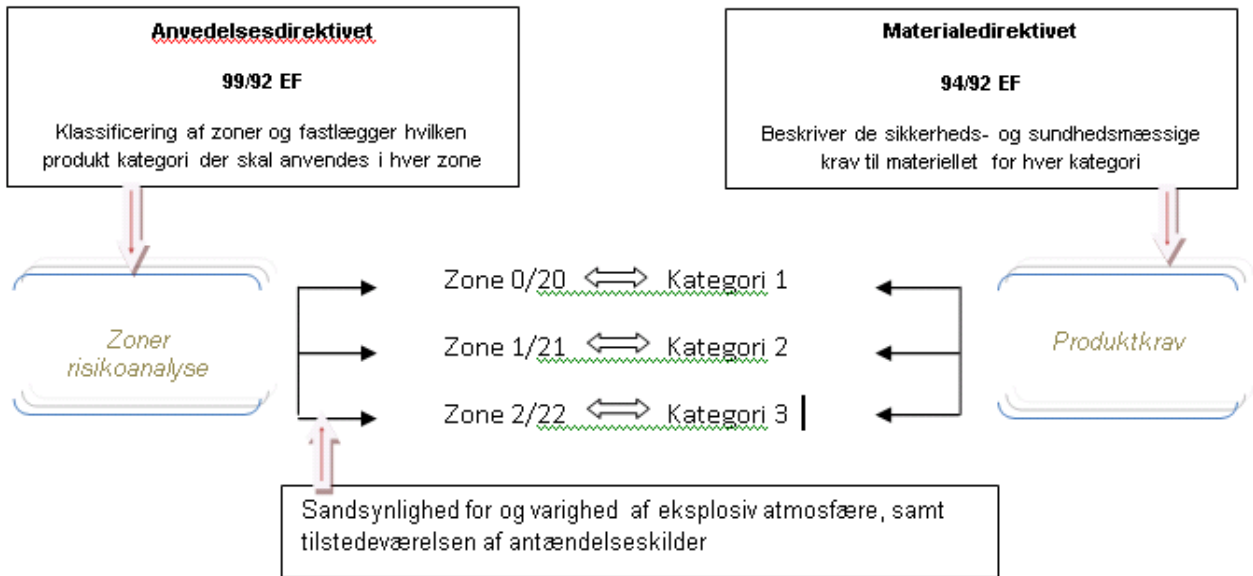 Anvedelsesdirektivet
99/92 EF
Klassificering af zoner og fastlægger hvilken
produkt kategori der skal anvendes i hver zone
Materialedirektivet
94/92 EF
Beskriver de sikkerheds- og sundhedsmæssige
krav til materiellet for hver kategori
Zoner
risikoanalyse
Zone 0/20 Kategori 1
Zone 1/21 Kategori 2
Zone 2/22 Kategori 3
Produktkrav
Sandsynlighed for og varighed af eksplosiv atmosfære, samt
tilstedeværelsen af antændelseskilder